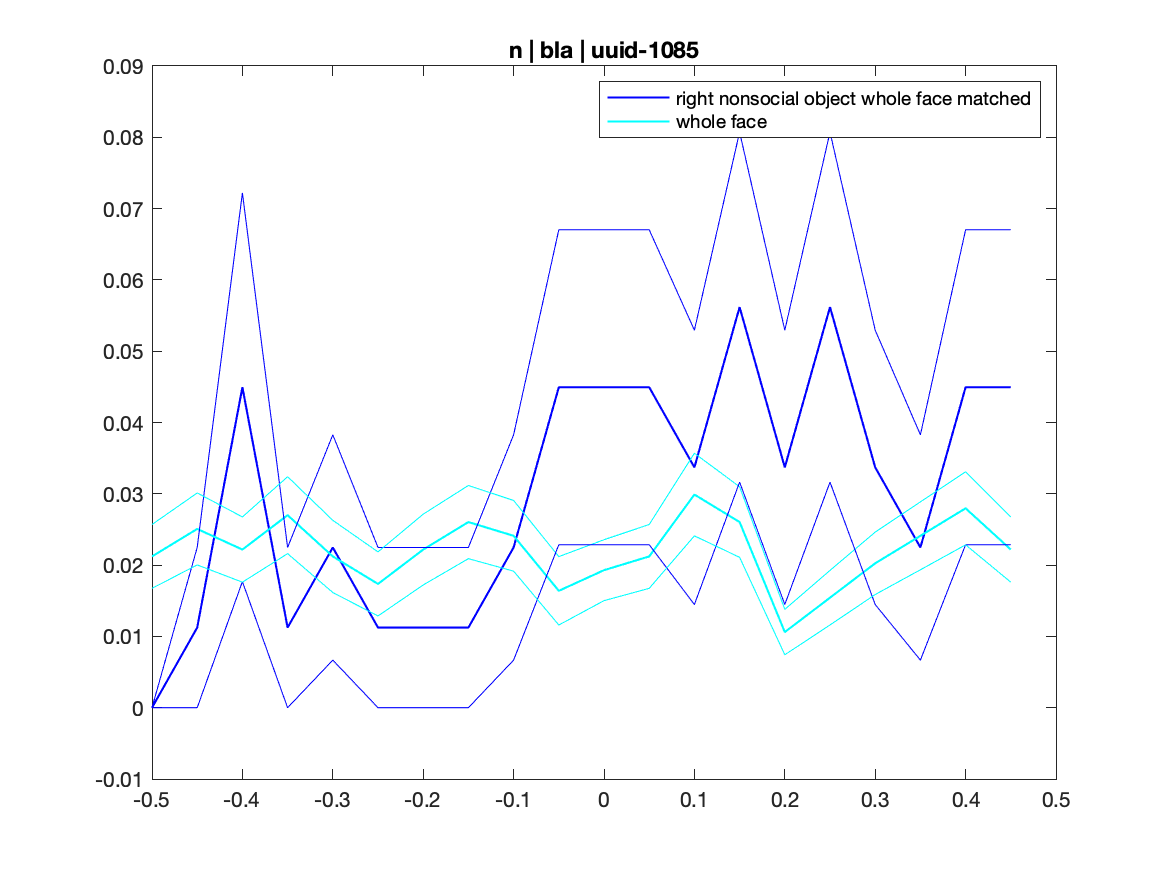 n | bla | uuid-1085
right nonsocial object whole face matched
whole face
0.09
0.08
0.07
0.06
0.05
0.04
0.03
0.02
0.01
0
-0.01
-0.5 -0.4 -0.3 -0.2 -0.1 0 0.1 0.2 0.3 0.4 0.5